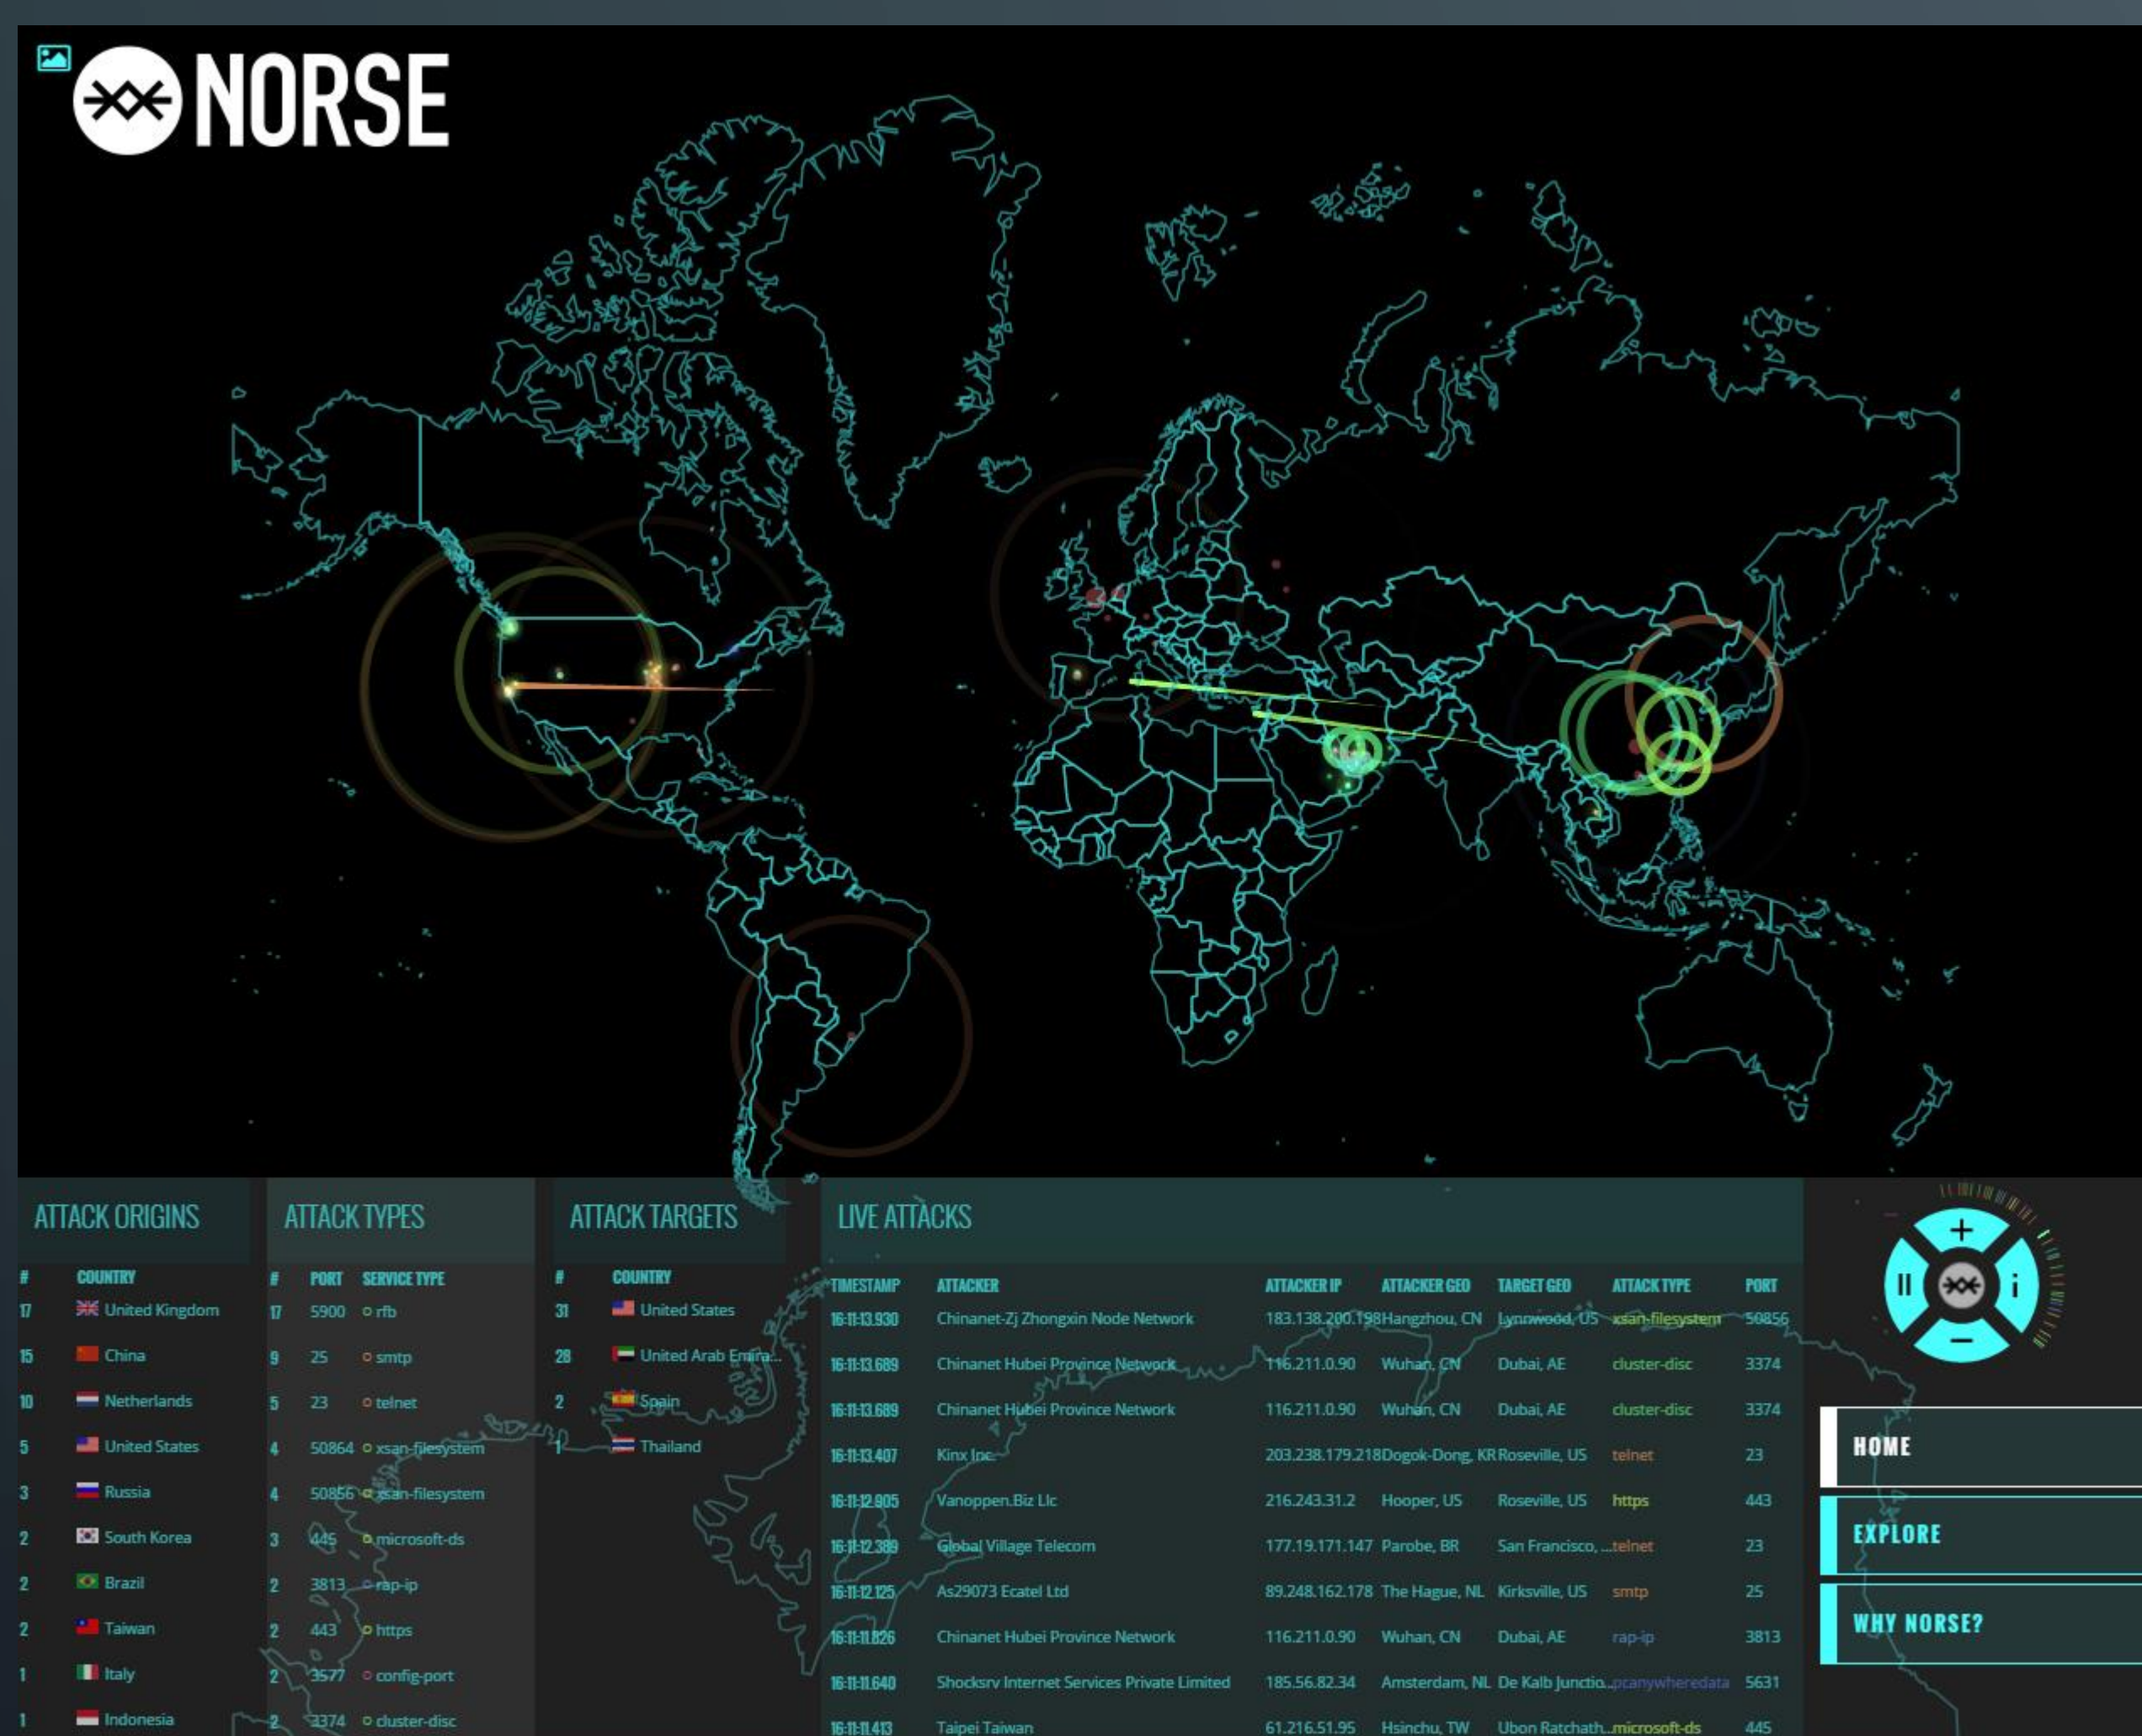 NORSE
ATTACK ORIGINS
# COUNTRY
17 United Kingdom
15 China
10 Netherlands
5 United States
3 Russia
2 South Korea
2 Brazil
2 Taiwan
1 Italy
1 Indonesia
ATTACK TYPES
# PORT SERVICE TYPE
17 5900 rfb
9 25 smtp
5 23 telnet
4 50864 xsan-filesystem
4 50856 xsan-filesystem
3 445 microsoft-ds
2 3813 rap-ip
2 443 https
2 3577 config-port
2 3374 cluster-disc
ATTACK TARGETS
# COUNTRY
31 United States
28 United Arab Emira...
2 Spain
1 Thailand
LIVE ATTACKS
TIMESTAMP ATTACKER ATTACKER IP ATTACKER GEO TARGET GEO ATTACK TYPE PORT
16:11:13.930 Chinanet-Zj Zhongxin Node Network 183.138.200.198 Hangzhou, CN Lynnwood, US xsan-filesystem 50856
16:11:13.689 Chinanet Hubei Province Network 116.211.0.90 Wuhan, CN Dubai, AE cluster-disc 3374
16:11:13.689 Chinanet Hubei Province Network 116.211.0.90 Wuhan, CN Dubai, AE cluster-disc 3374
16:11:13.407 Kinx Inc. 203.238.179.218 Dogok-Dong, KR Roseville, US telnet 23
16:11:12.905 Vanoppen.Biz Llc 216.243.31.2 Hooper, US Roseville, US https 443
16:11:12.389 Global Village Telecom 177.19.171.147 Parobe, BR San Francisco, ... telnet 23
16:11:12.125 As29073 Ecatel Ltd 89.248.162.178 The Hague, NL Kirksville, US smtp 25
16:11:11.826 Chinanet Hubei Province Network 116.211.0.90 Wuhan, CN Dubai, AE rap-ip 3813
16:11:11.640 Shocksrv Internet Services Private Limited 185.56.82.34 Amsterdam, NL De Kalb Junctio... pcanywheredata 5631
16:11:11.413 Taipei Taiwan 61.216.51.95 Hsinchu, TW Ubon Ratchath... microsoft-ds 445
+
II
i
−
HOME
EXPLORE
WHY NORSE?